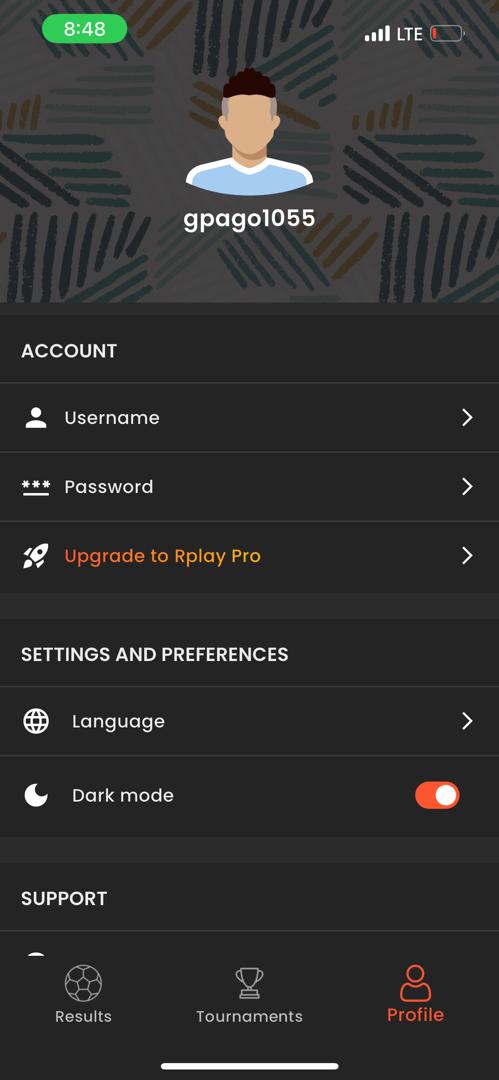 8:48
LTE
gpago1055
ACCOUNT
Username
Password
Upgrade to Rplay Pro
SETTINGS AND PREFERENCES
Language
Dark mode
SUPPORT
Results
Tournaments
Profile